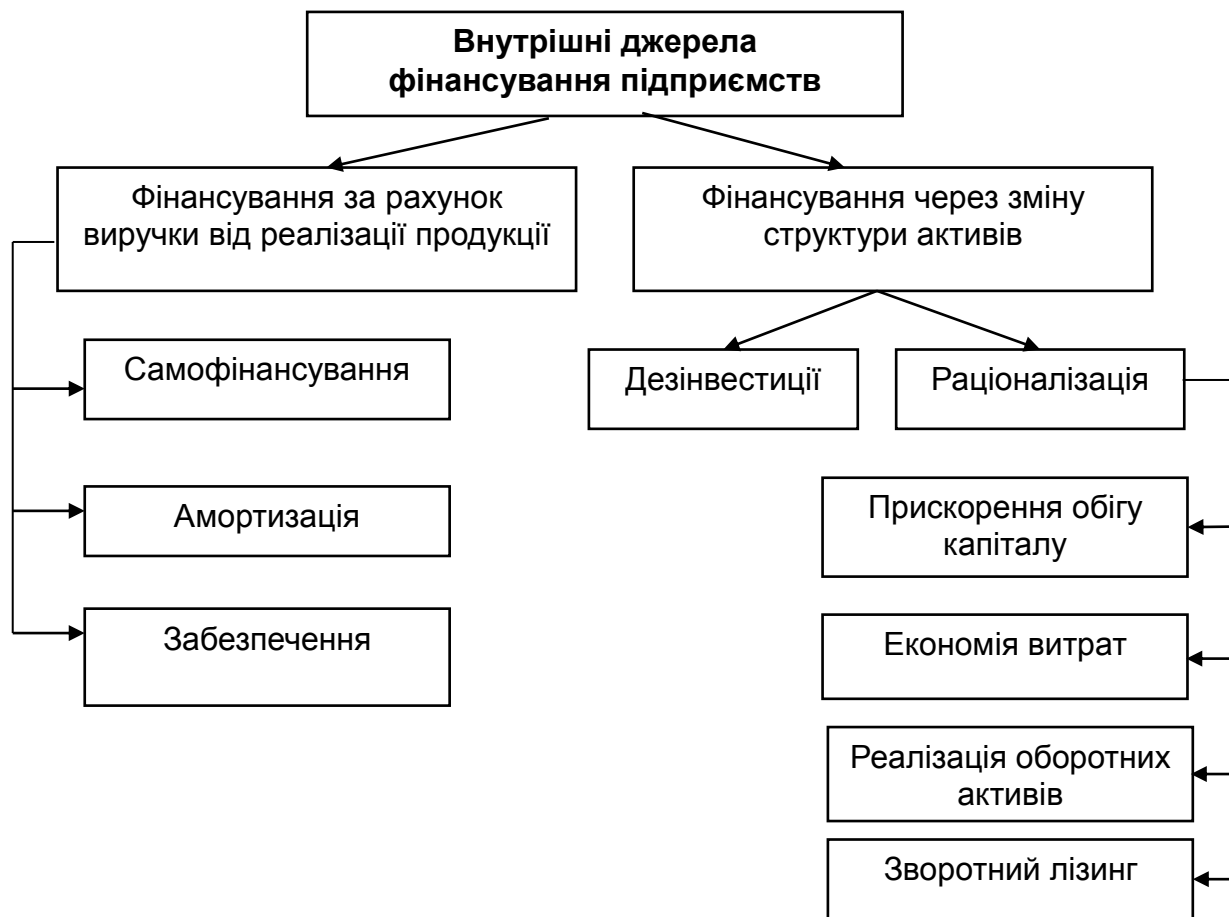 Внутрішні джерела
фінансування підприємств
Фінансування за рахунок
виручки від реалізації продукції
Фінансування через зміну
структури активів
Самофінансування
Дезінвестиції
Раціоналізація
Амортизація
Прискорення обігу
капіталу
Забезпечення
Економія витрат
Реалізація оборотних
активів
Зворотний лізинг